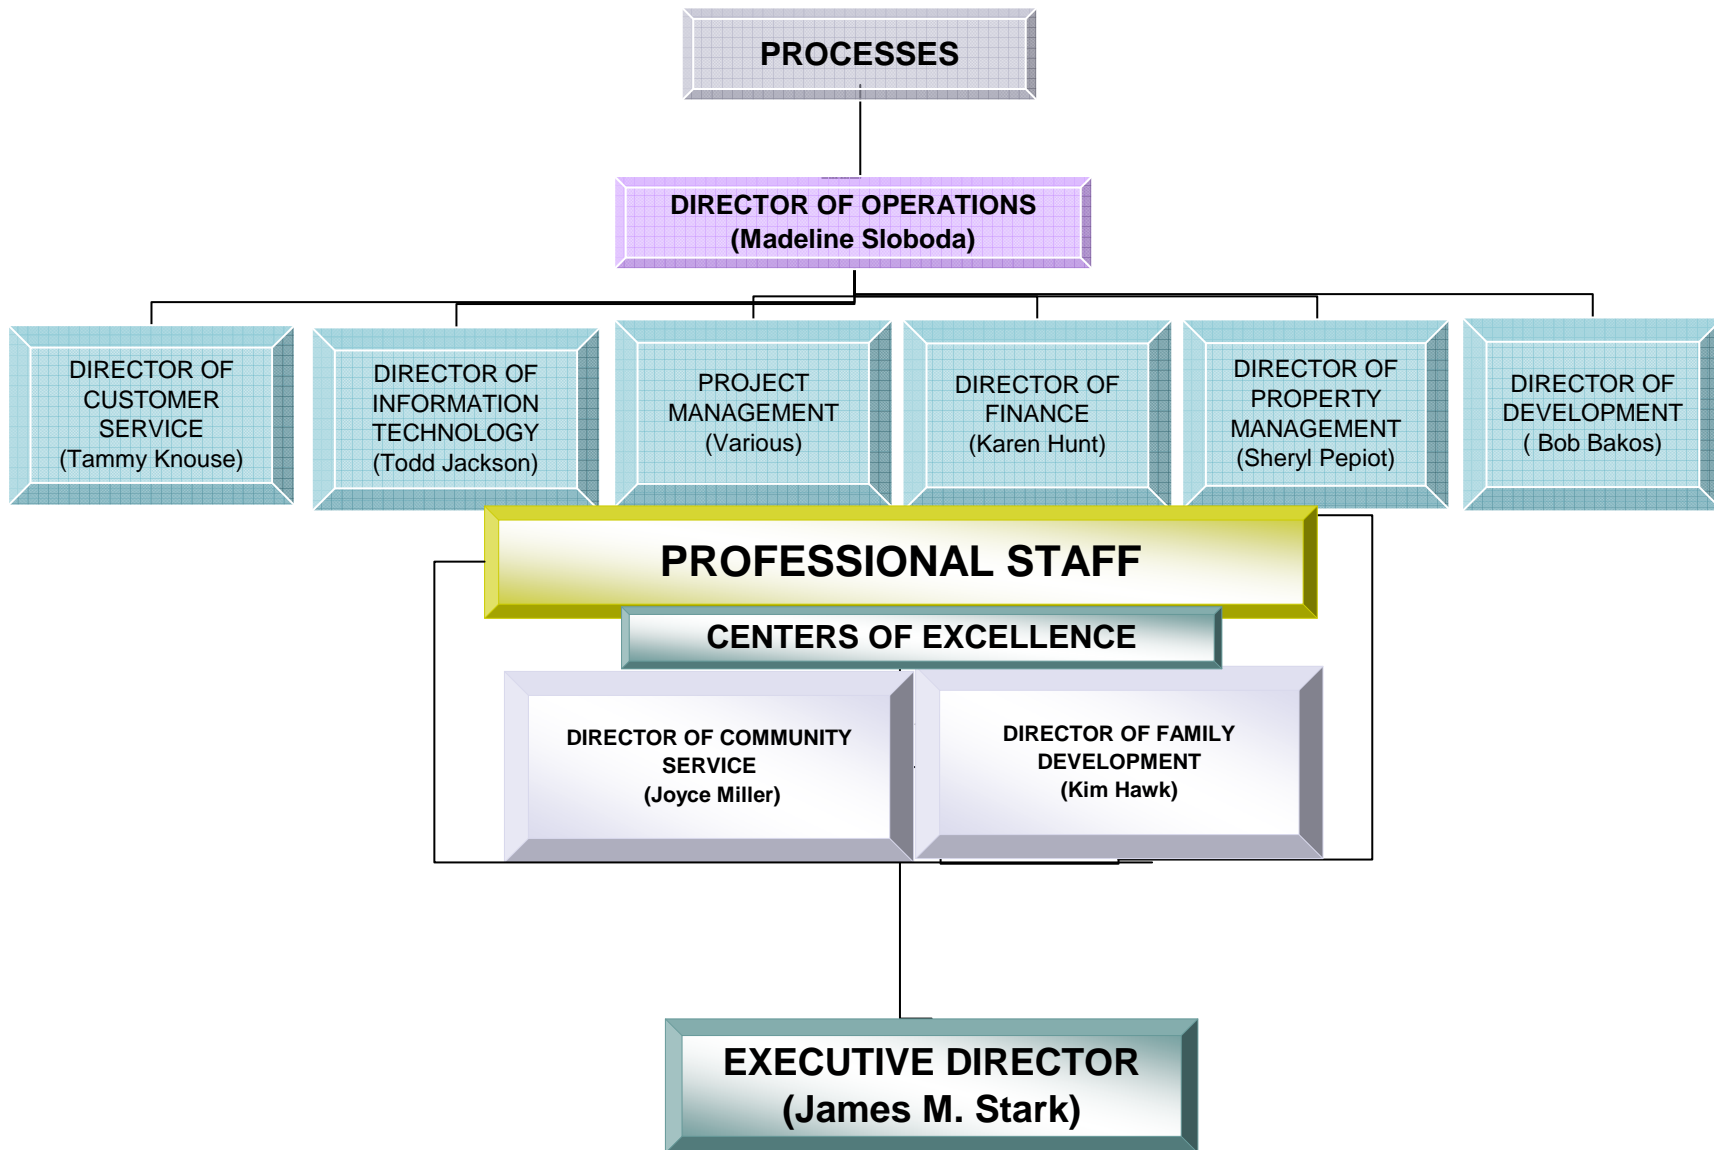 PROCESSES
DIRECTOR OF OPERATIONS
(Madeline Sloboda)
DIRECTOR OF
CUSTOMER
SERVICE
(Tammy Knouse)
DIRECTOR OF
INFORMATION
TECHNOLOGY
(Todd Jackson)
PROJECT
MANAGEMENT
(Various)
DIRECTOR OF
FINANCE
(Karen Hunt)
DIRECTOR OF
PROPERTY
MANAGEMENT
(Sheryl Pepiot)
DIRECTOR OF
DEVELOPMENT
( Bob Bakos)
PROFESSIONAL STAFF
CENTERS OF EXCELLENCE
DIRECTOR OF COMMUNITY
SERVICE
(Joyce Miller)
DIRECTOR OF FAMILY
DEVELOPMENT
(Kim Hawk)
EXECUTIVE DIRECTOR
(James M. Stark)